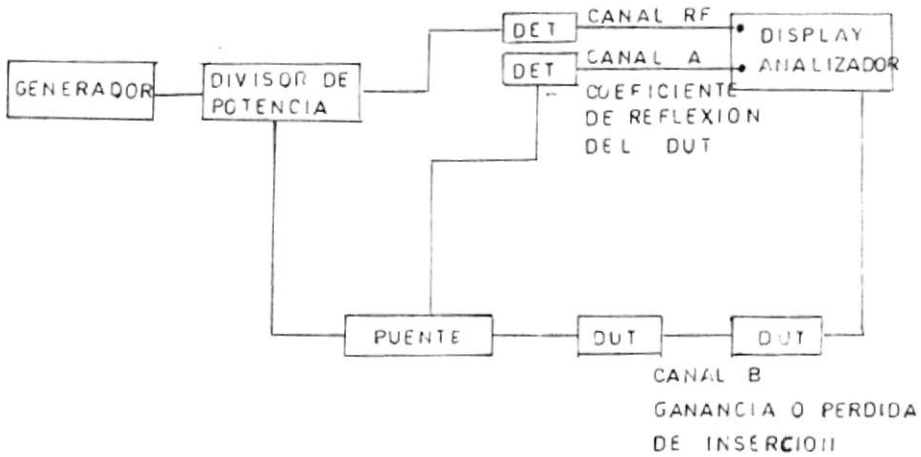 DET
CANAL RF
DISPLAY
ANALIZADOR
DET
CANAL A
COEFICIENTE
DE REFLEXION
DEL DUT
GENERADOR
DIVISOR DE
POTENCIA
PUENTE
DUT
DUT
CANAL B
GANANCIA O PERDIDA
DE INSERCION